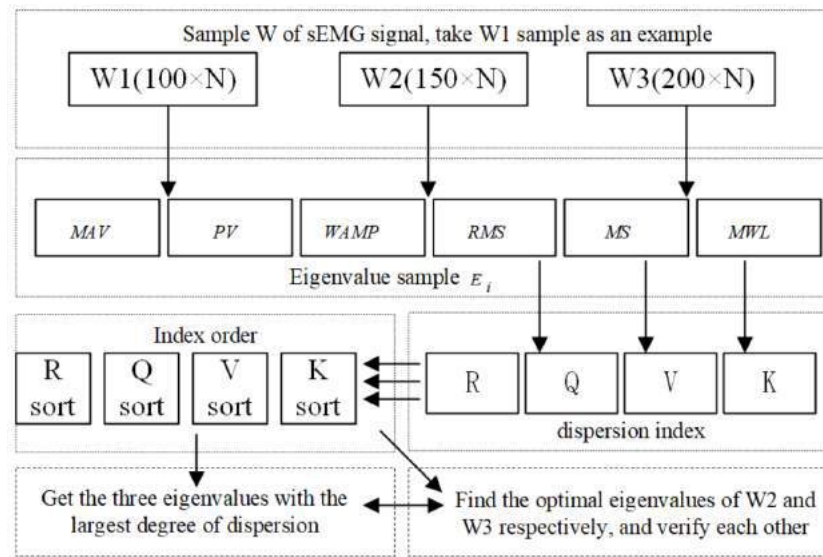 Sample W of sEMG signal, take W1 sample as an example
W1(100×N) W2(150×N) W3(200×N)
MAV PV WAMP RMS MS MWL
Eigenvalue sample E i
Index order
R Q V K
sort sort sort sort
R Q V K
dispersion index
Get the three eigenvalues with the
largest degree of dispersion
Find the optimal eigenvalues of W2 and
W3 respectively, and verify each other